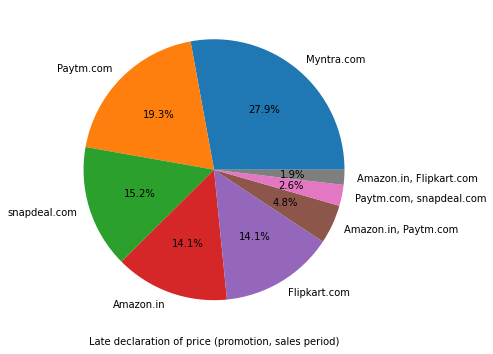 Myntra.com
27.9%
Paytm.com
19.3%
snapdeal.com
15.2%
Amazon.in
14.1%
Flipkart.com
14.1%
Amazon.in, Paytm.com
4.8%
Paytm.com, snapdeal.com
2.6%
Amazon.in, Flipkart.com
1.9%
Late declaration of price (promotion, sales period)